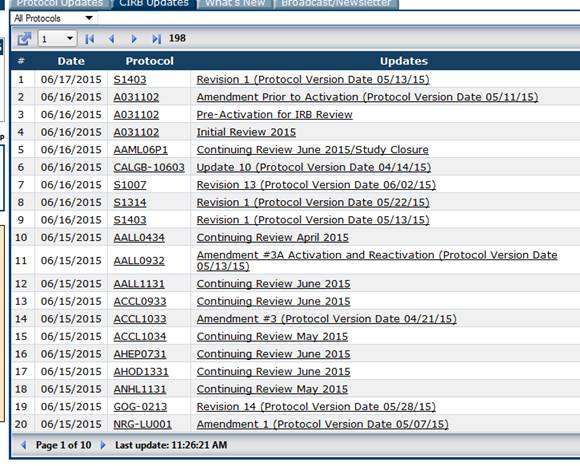 Protocol Updates CIRB Updates What's New Broadcast/Newsletter
All Protocols
1 198
# Date Protocol Updates
1 06/17/2015 S1403 Revision 1 (Protocol Version Date 05/13/15)
2 06/16/2015 A031102 Amendment Prior to Activation (Protocol Version Date 05/11/15)
3 06/16/2015 A031102 Pre-Activation for IRB Review
4 06/16/2015 A031102 Initial Review 2015
5 06/16/2015 AAML06P1 Continuing Review June 2015/Study Closure
6 06/16/2015 CALGB-10603 Update 10 (Protocol Version Date 04/14/15)
7 06/16/2015 S1007 Revision 13 (Protocol Version Date 06/02/15)
8 06/16/2015 S1314 Revision 1 (Protocol Version Date 05/22/15)
9 06/16/2015 S1403 Revision 1 (Protocol Version Date 05/13/15)
10 06/15/2015 AALL0434 Continuing Review April 2015
11 06/15/2015 AALL0932 Amendment #3A Activation and Reactivation (Protocol Version Date
05/13/15)
12 06/15/2015 AALL1131 Continuing Review June 2015
13 06/15/2015 ACCL0933 Continuing Review June 2015
14 06/15/2015 ACCL1033 Amendment #3 (Protocol Version Date 04/21/15)
15 06/15/2015 ACCL1034 Continuing Review May 2015
16 06/15/2015 AHEP0731 Continuing Review June 2015
17 06/15/2015 AHOD1331 Continuing Review June 2015
18 06/15/2015 ANHL1131 Continuing Review May 2015
19 06/15/2015 GOG-0213 Revision 14 (Protocol Version Date 05/28/15)
20 06/15/2015 NRG-LU001 Amendment 1 (Protocol Version Date 05/07/15)
Page 1 of 10 Last update: 11:26:21 AM